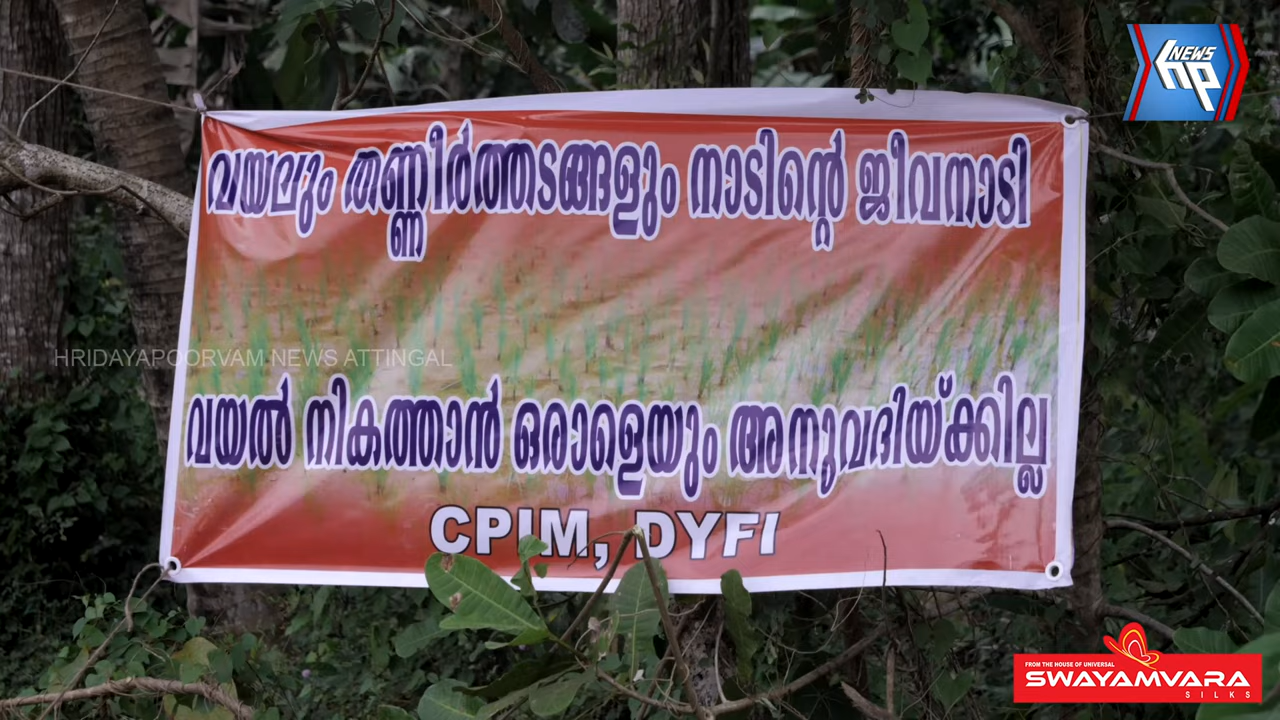 NEWS
hp
വയലും തണ്ണീർത്തടങ്ങളും നാടിന്റെ ജീവനാടി
HRIDAYAPOORVAM NEWS ATTINGAL
വയൽ നികത്താൻ ഒരാളെയും അനുവദിയ്ക്കില്ല
CPIM, DYFI
FROM THE HOUSE OF UNIVERSAL
SWAYAMVARA
SILKS